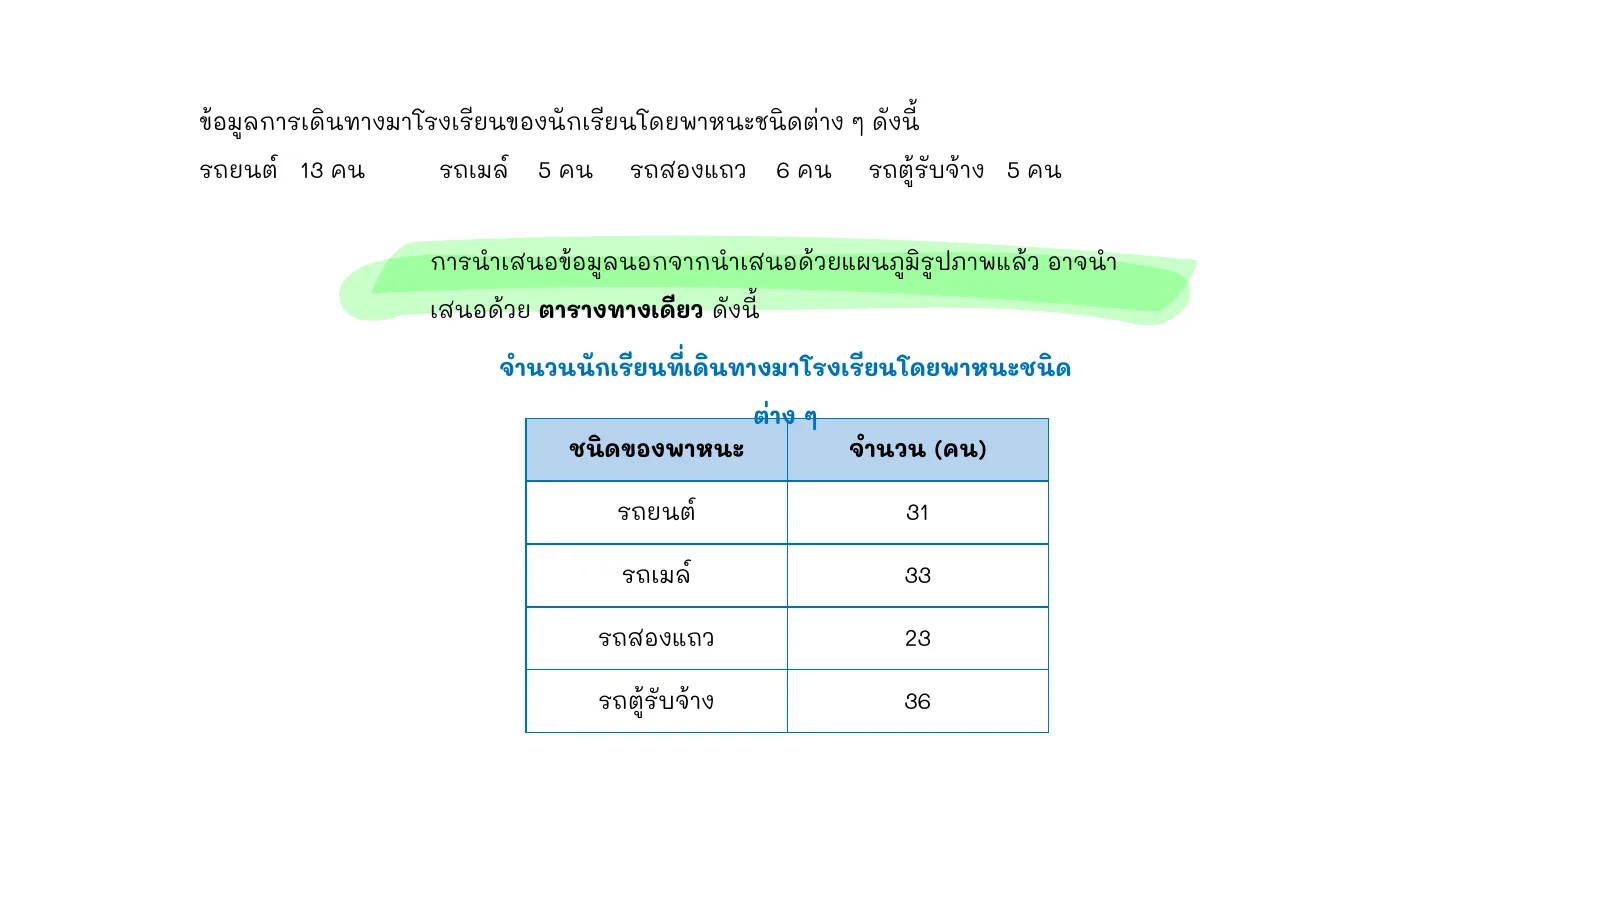 ข้อมูลการเดินทางมาโรงเรียนของนักเรียนโดยพาหนะชนิดต่าง ๆ ดังนี้
รถยนต์ 13 คน รถเมล์ 5 คน รถสองแถว 6 คน รถตู้รับจ้าง 5 คน
การนำเสนอข้อมูลนอกจากนำเสนอด้วยแผนภูมิรูปภาพแล้ว อาจนำ
เสนอด้วย ตารางทางเดียว ดังนี้
จำนวนนักเรียนที่เดินทางมาโรงเรียนโดยพาหนะชนิด
ต่าง ๆ
ชนิดของพาหนะ จำนวน (คน)
รถยนต์ 31
รถเมล์ 33
รถสองแถว 23
รถตู้รับจ้าง 36